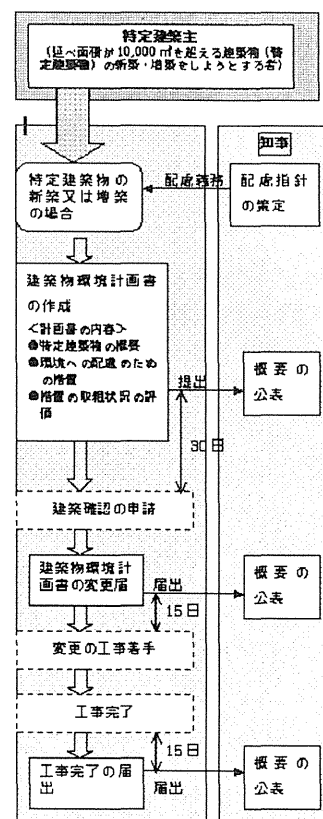 特定建築主
(延べ面積が10,000㎡を超える建築物(特
定建築物)の新築・増築をしようとする者)
知事
特定建築物の
新築又は増築
の場合
配慮義務
配慮指針
の策定
建築物環境計画書
の作成
<計画書の内容>
●特定建築物の概要
●環境への配慮のため
の措置
●措置の取組状況の評
価
提出
概要の
公表
30日
建築確認の申請
建築物環境計
画書の変更届
届出
概要の
公表
15日
変更の工事着手
工事完了
15日
工事完了の届
出
届出
概要の
公表